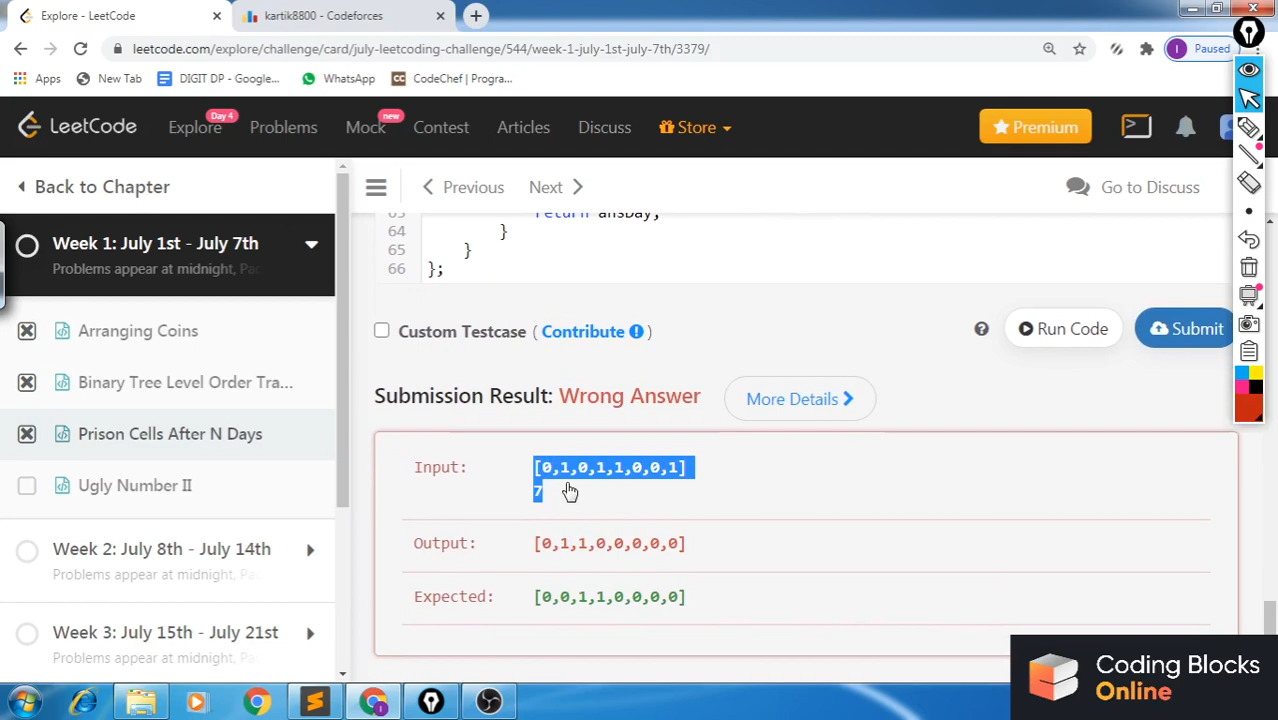 Explore - LeetCode
kartik8800 - Codeforces
leetcode.com/explore/challenge/card/july-leetcoding-challenge/544/week-1-july-1st-july-7th/3379/
I Paused
Apps New Tab DIGIT DP - Google... WhatsApp CC CodeChef | Progra...
LeetCode Explore Day 4 Problems Mock new Contest Articles Discuss Store Premium
Back to Chapter
Previous Next Go to Discuss
Week 1: July 1st - July 7th
Problems appear at midnight, Pac
Arranging Coins
Binary Tree Level Order Tra...
Prison Cells After N Days
Ugly Number II
Week 2: July 8th - July 14th
Problems appear at midnight, Pac
Week 3: July 15th - July 21st
Problems appear at midnight, Pac
65 return ansDay;
64 }
65 }
66 };
Custom Testcase ( Contribute )
Run Code Submit
Submission Result: Wrong Answer More Details
Input: [0,1,0,1,1,0,0,1]
7
Output: [0,1,1,0,0,0,0,0]
Expected: [0,0,1,1,0,0,0,0]
Coding Blocks
Online